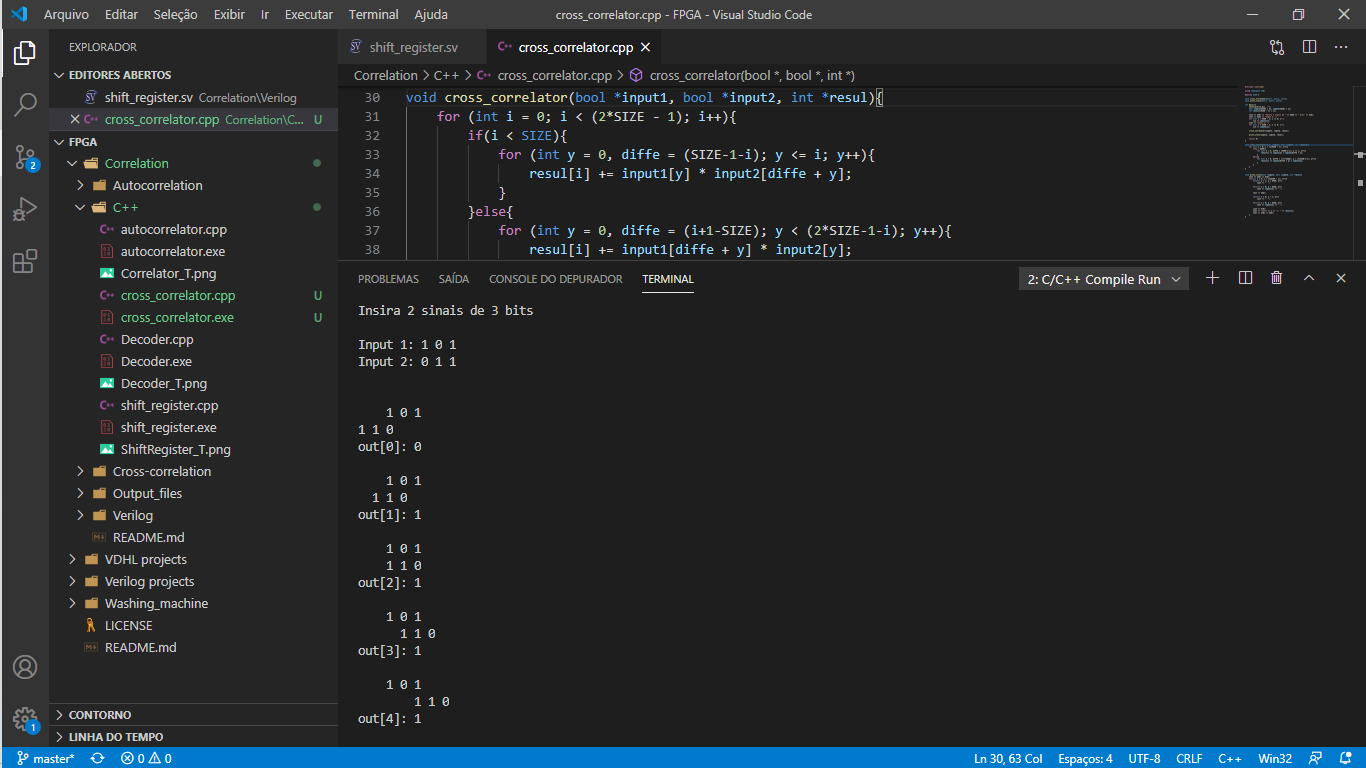 Arquivo Editar Seleção Exibir Ir Executar Terminal Ajuda
cross_correlator.cpp - FPGA - Visual Studio Code
EXPLORADOR
EDITORES ABERTOS
shift_register.sv Correlation\Verilog
cross_correlator.cpp Correlation\C... U
FPGA
Correlation
Autocorrelation
C++
autocorrelator.cpp
autocorrelator.exe
Correlator_T.png
cross_correlator.cpp U
cross_correlator.exe U
Decoder.cpp
Decoder.exe
Decoder_T.png
shift_register.cpp
shift_register.exe
ShiftRegister_T.png
Cross-correlation
Output_files
Verilog
README.md
VDHL projects
Verilog projects
Washing_machine
LICENSE
README.md
CONTORNO
LINHA DO TEMPO
2
1
shift_register.sv
cross_correlator.cpp
Correlation > C++ > cross_correlator.cpp > cross_correlator(bool *, bool *, int *)
30 void cross_correlator(bool *input1, bool *input2, int *resul){
31 for (int i = 0; i < (2*SIZE - 1); i++){
32 if(i < SIZE){
33 for (int y = 0, diffe = (SIZE-1-i); y <= i; y++){
34 resul[i] += input1[y] * input2[diffe + y];
35 }
36 }else{
37 for (int y = 0, diffe = (i+1-SIZE); y < (2*SIZE-1-i); y++){
38 resul[i] += input1[diffe + y] * input2[y];
PROBLEMAS SAÍDA CONSOLE DO DEPURADOR TERMINAL
2: C/C++ Compile Run
Insira 2 sinais de 3 bits
Input 1: 1 0 1
Input 2: 0 1 1
1 0 1
1 1 0
out[0]: 0
1 0 1
1 1 0
out[1]: 1
1 0 1
1 1 0
out[2]: 1
1 0 1
1 1 0
out[3]: 1
1 0 1
1 1 0
out[4]: 1
master* 0 0
Ln 30, 63 Col Espaços: 4 UTF-8 CRLF C++ Win32